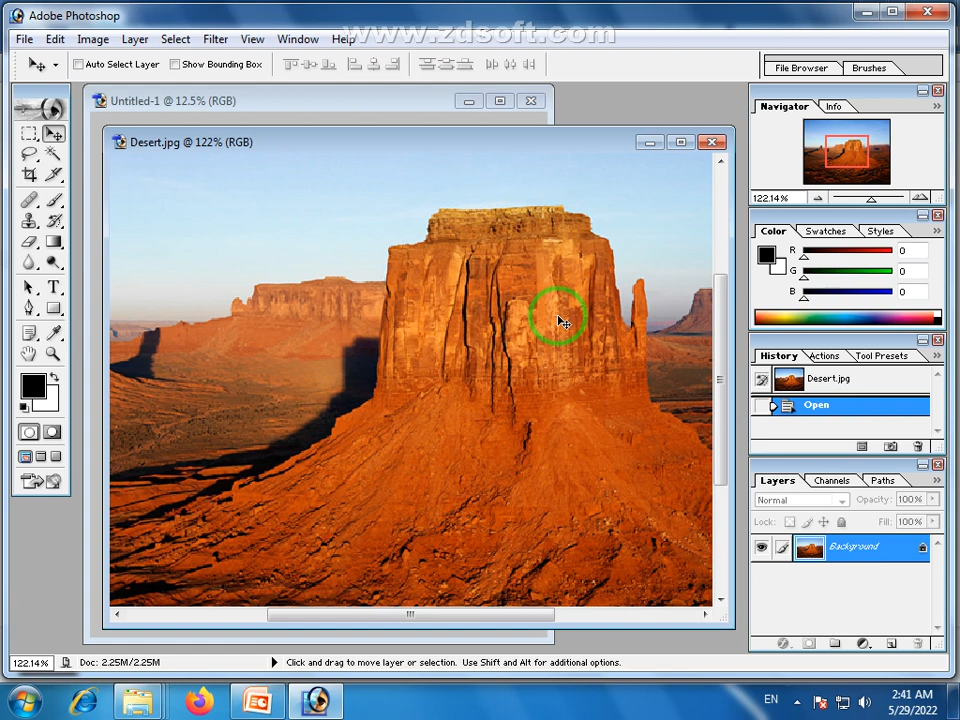 Adobe Photoshop
www.zdsoft.com
File Edit Image Layer Select Filter View Window Help
Auto Select Layer Show Bounding Box File Browser Brushes
Untitled-1 @ 12.5% (RGB)
Desert.jpg @ 122% (RGB)
Navigator Info
122.14%
Color Swatches Styles
R 0
G 0
B 0
History Actions Tool Presets
Desert.jpg
Open
Layers Channels Paths
Normal Opacity: 100%
Lock: Fill: 100%
Background
122.14% Doc: 2.25M/2.25M Click and drag to move layer or selection. Use Shift and Alt for additional options.
EN 2:41 AM
5/29/2022